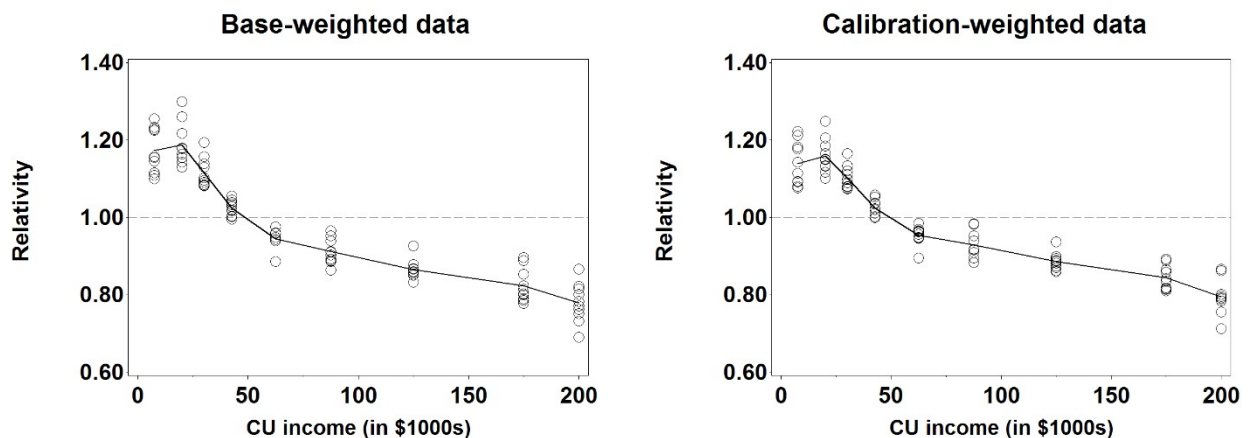 Base-weighted data
1.40
1.20
1.00
0.80
0.60
Relativity
0 50 100 150 200
CU income (in $1000s)
Calibration-weighted data
1.40
1.20
1.00
0.80
0.60
Relativity
0 50 100 150 200
CU income (in $1000s)